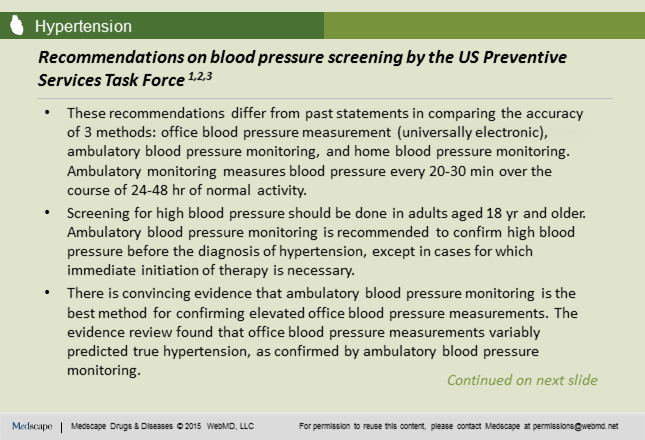 Hypertension
Recommendations on blood pressure screening by the US Preventive
Services Task Force 1,2,3
• These recommendations differ from past statements in comparing the accuracy
of 3 methods: office blood pressure measurement (universally electronic),
ambulatory blood pressure monitoring, and home blood pressure monitoring.
Ambulatory monitoring measures blood pressure every 20-30 min over the
course of 24-48 hr of normal activity.
• Screening for high blood pressure should be done in adults aged 18 yr and older.
Ambulatory blood pressure monitoring is recommended to confirm high blood
pressure before the diagnosis of hypertension, except in cases for which
immediate initiation of therapy is necessary.
• There is convincing evidence that ambulatory blood pressure monitoring is the
best method for confirming elevated office blood pressure measurements. The
evidence review found that office blood pressure measurements variably
predicted true hypertension, as confirmed by ambulatory blood pressure
monitoring.
Continued on next slide
Medscape | Medscape Drugs & Diseases © 2015 WebMD, LLC For permission to reuse this content, please contact Medscape at permissions@webmd.net